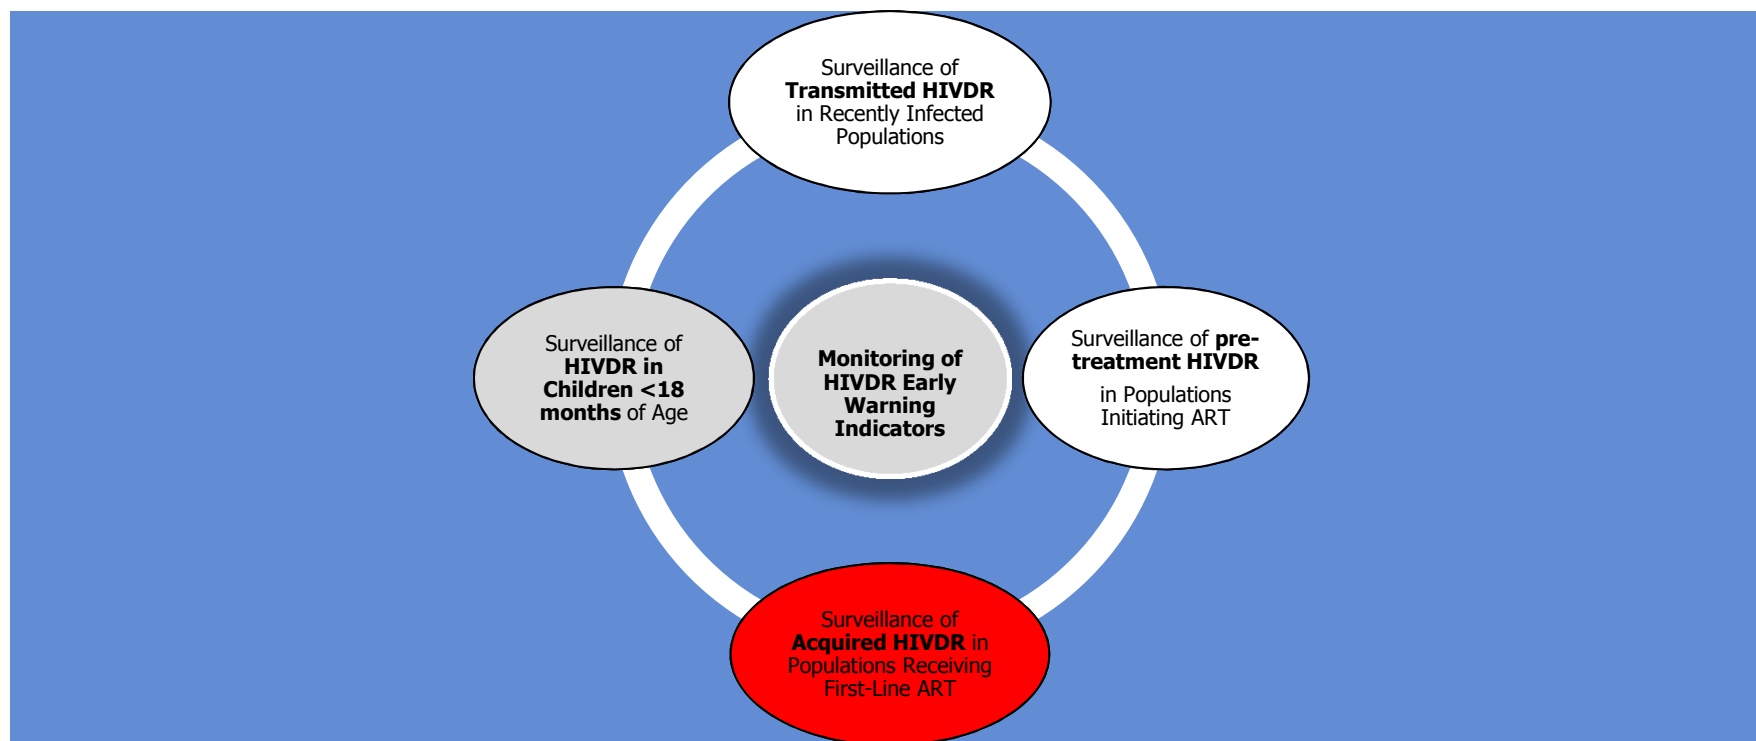 Surveillance of
Transmitted HIVDR
in Recently Infected
Populations
Surveillance of
HIVDR in
Children <18
months of Age
Monitoring of
HIVDR Early
Warning
Indicators
Surveillance of pre-
treatment HIVDR
in Populations
Initiating ART
Surveillance of
Acquired HIVDR in
Populations Receiving
First-Line ART